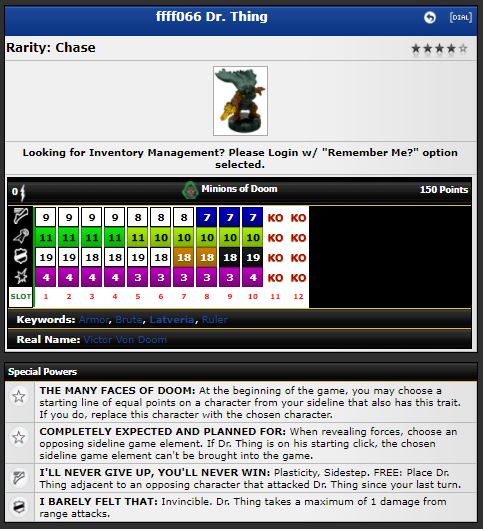 ffff066 Dr. Thing
[DIAL]
Rarity: Chase
Looking for Inventory Management? Please Login w/ "Remember Me?" option
selected.
0 Minions of Doom 150 Points
9 9 9 9 8 8 8 7 7 7 KO KO
11 11 11 11 11 10 10 10 10 10 KO KO
19 19 19 19 18 18 18 18 18 19 KO KO
4 4 4 4 3 3 3 3 3 4 KO KO
SLOT 1 2 3 4 5 6 7 8 9 10 11 12
Keywords: Armor, Brute, Latveria, Ruler
Real Name: Victor Von Doom
Special Powers
THE MANY FACES OF DOOM: At the beginning of the game, you may choose a
starting line of equal points on a character from your sideline that also has this trait.
If you do, replace this character with the chosen character.
COMPLETELY EXPECTED AND PLANNED FOR: When revealing forces, choose an
opposing sideline game element. If Dr. Thing is on his starting click, the chosen
sideline game element can't be brought into the game.
I'LL NEVER GIVE UP, YOU'LL NEVER WIN: Plasticity, Sidestep. FREE: Place Dr.
Thing adjacent to an opposing character that attacked Dr. Thing since your last turn.
I BARELY FELT THAT: Invincible. Dr. Thing takes a maximum of 1 damage from
range attacks.